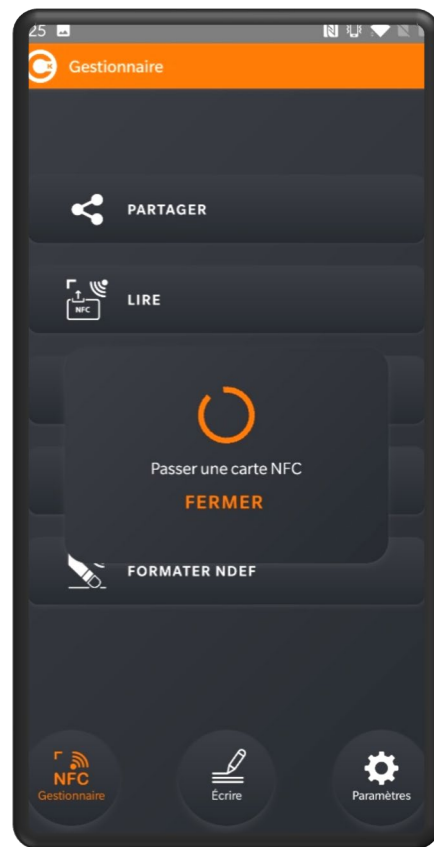 25
Gestionnaire
PARTAGER
NFC
LIRE
Passer une carte NFC
FERMER
FORMATER NDEF
NFC
Gestionnaire
Écrire
Paramètres